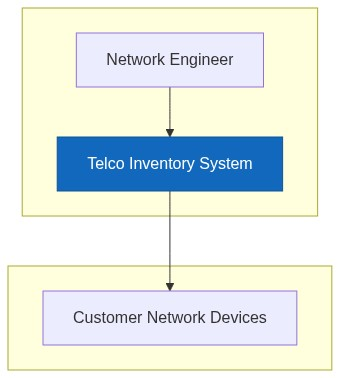 Network Engineer
Telco Inventory System
Customer Network Devices